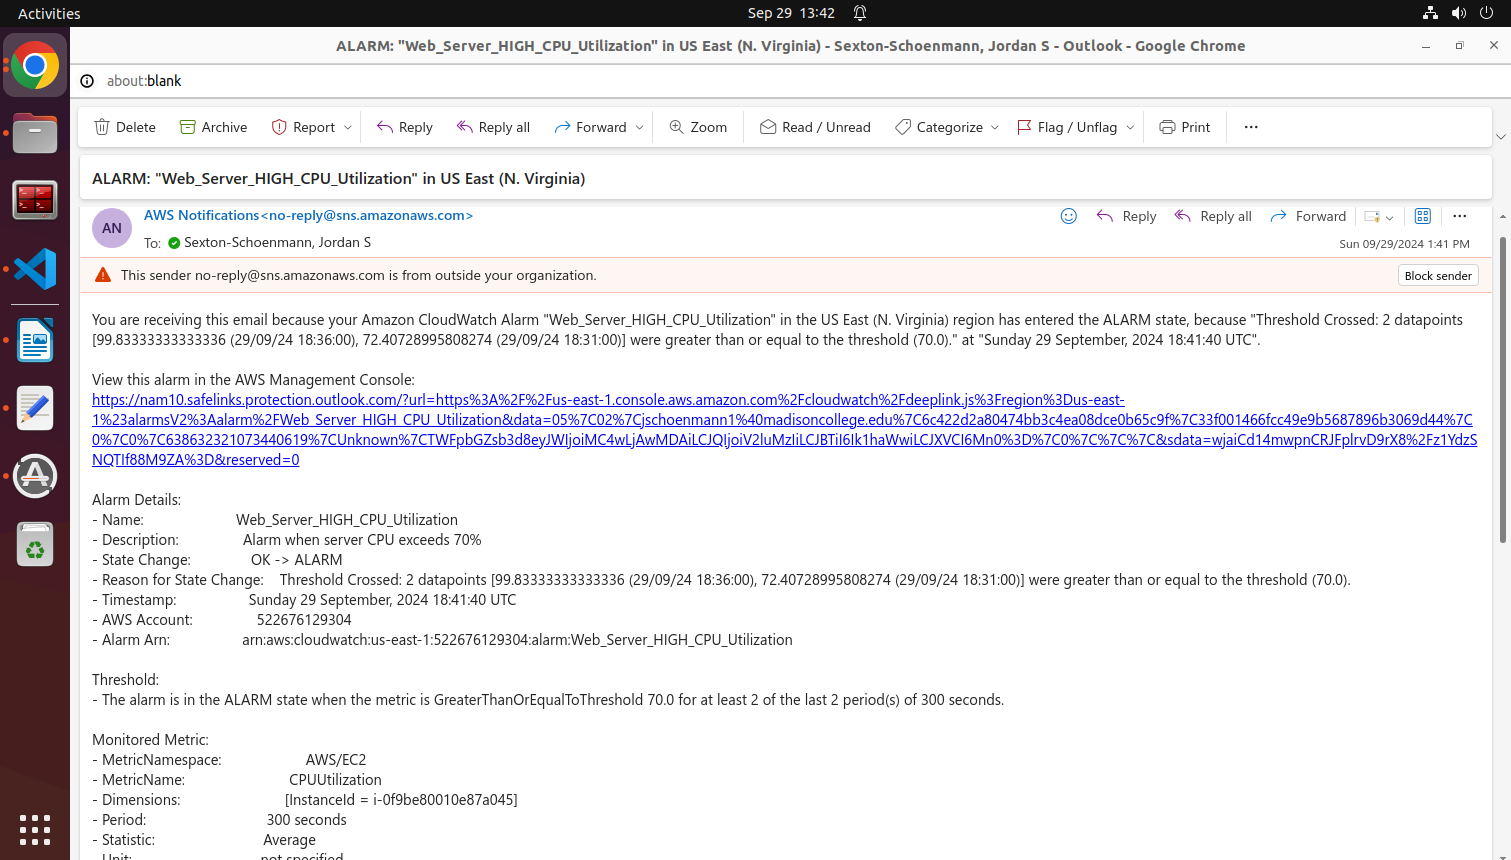 Activities
Sep 29 13:42
ALARM: "Web_Server_HIGH_CPU_Utilization" in US East (N. Virginia) - Sexton-Schoenmann, Jordan S - Outlook - Google Chrome
about:blank
Delete Archive Report Reply Reply all Forward Zoom Read / Unread Categorize Flag / Unflag Print
ALARM: "Web_Server_HIGH_CPU_Utilization" in US East (N. Virginia)
AN
AWS Notifications<no-reply@sns.amazonaws.com>
Reply Reply all Forward
To: Sexton-Schoenmann, Jordan S
Sun 09/29/2024 1:41 PM
This sender no-reply@sns.amazonaws.com is from outside your organization.
Block sender
You are receiving this email because your Amazon CloudWatch Alarm "Web_Server_HIGH_CPU_Utilization" in the US East (N. Virginia) region has entered the ALARM state, because "Threshold Crossed: 2 datapoints
[99.83333333333336 (29/09/24 18:36:00), 72.40728995808274 (29/09/24 18:31:00)] were greater than or equal to the threshold (70.0)." at "Sunday 29 September, 2024 18:41:40 UTC".
View this alarm in the AWS Management Console:
https://nam10.safelinks.protection.outlook.com/?url=https%3A%2F%2Fus-east-1.console.aws.amazon.com%2Fcloudwatch%2Fdeeplink.js%3Fregion%3Dus-east-
1%23alarmsV2%3Aalarm%2FWeb_Server_HIGH_CPU_Utilization&data=05%7C02%7Cjschoenmann1%40madisoncollege.edu%7C6c422d2a80474bb3c4ea08dce0b65c9f%7C33f001466fcc49e9b5687896b3069d44%7C
0%7C0%7C638632321073440619%7CUnknown%7CTWFpbGZsb3d8eyJWIjoiMC4wLjAwMDAiLCJQIjoiV2luMzIiLCJBTiI6Ik1haWwiLCJXVCI6Mn0%3D%7C0%7C%7C%7C&sdata=wjaiCd14mwpnCRJFplrvD9rX8%2Fz1YdzS
NQTIf88M9ZA%3D&reserved=0
Alarm Details:
- Name: Web_Server_HIGH_CPU_Utilization
- Description: Alarm when server CPU exceeds 70%
- State Change: OK -> ALARM
- Reason for State Change: Threshold Crossed: 2 datapoints [99.83333333333336 (29/09/24 18:36:00), 72.40728995808274 (29/09/24 18:31:00)] were greater than or equal to the threshold (70.0).
- Timestamp: Sunday 29 September, 2024 18:41:40 UTC
- AWS Account: 522676129304
- Alarm Arn: arn:aws:cloudwatch:us-east-1:522676129304:alarm:Web_Server_HIGH_CPU_Utilization
Threshold:
- The alarm is in the ALARM state when the metric is GreaterThanOrEqualToThreshold 70.0 for at least 2 of the last 2 period(s) of 300 seconds.
Monitored Metric:
- MetricNamespace: AWS/EC2
- MetricName: CPUUtilization
- Dimensions: [InstanceId = i-0f9be80010e87a045]
- Period: 300 seconds
- Statistic: Average
- Unit: not specified